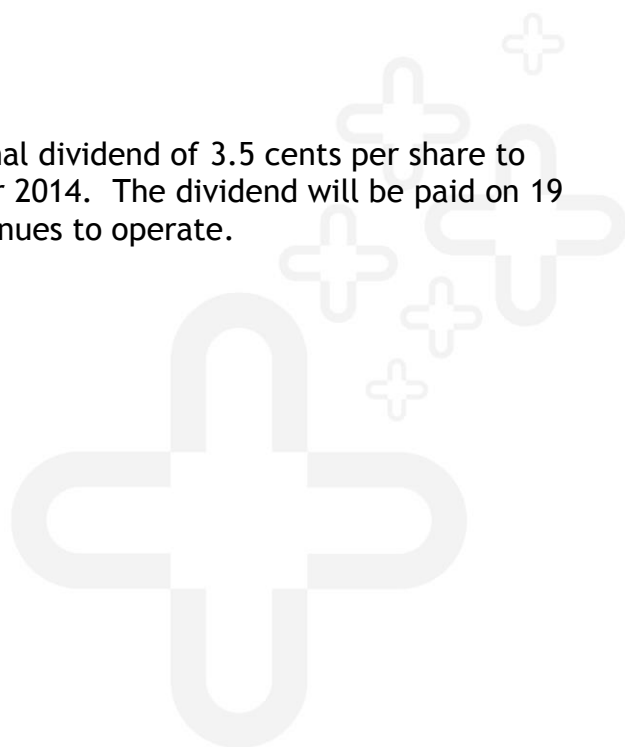 al dividend of 3.5 cents per share to
2014. The dividend will be paid on 19
nues to operate.